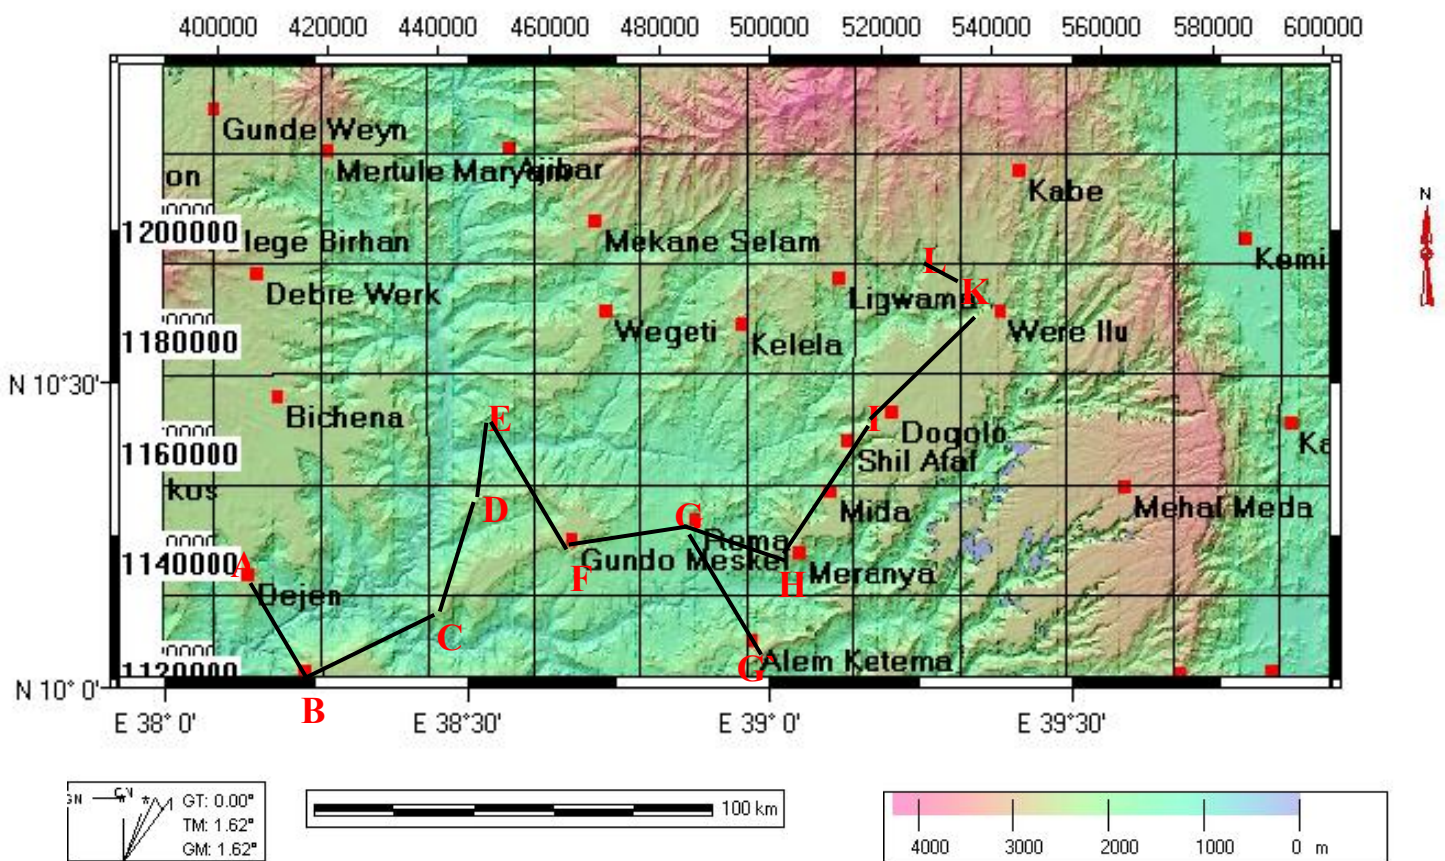 400000 420000 440000 460000 480000 500000 520000 540000 560000 580000 600000
Gunde Weyn
Mertule Maryam
Ajibar
on
Kabe
N
1200000
lege Birhan
Mekane Selam
Kemi
L
Debre Werk
Ligwama
K
Wegeti
Kelela
Were Ilu
1180000
N 10°30'
Bichena
E
I
Dogolo
Ka
1160000
Shil Afaf
kus
D
Mida
Mehal Meda
G
Rema
1140000
A
Gundo Meskel
F
H
Meranya
Dejen
C
1120000
G
Alem Ketema
N 10° 0'
B
E 38° 0' E 38°30' E 39° 0' E 39°30'
GN
GT: 0.00°
TM: 1.62°
GM: 1.62°
100 km
4000 3000 2000 1000 0 m